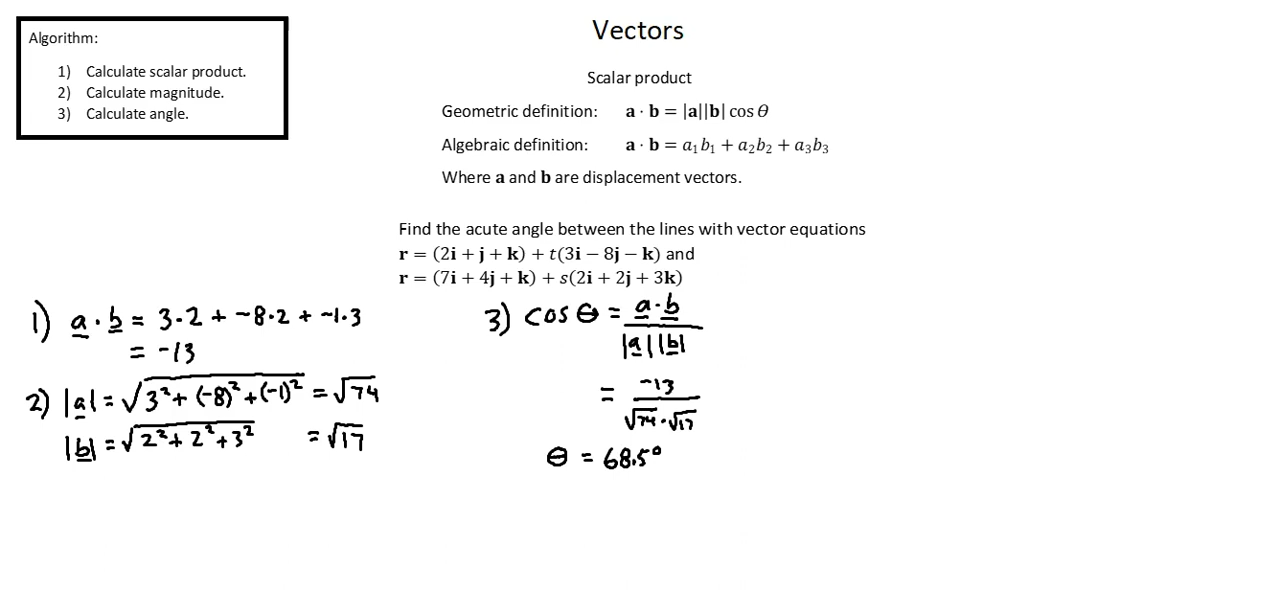 Algorithm:
1) Calculate scalar product.
2) Calculate magnitude.
3) Calculate angle.
Vectors
Scalar product
Geometric definition: a · b = |a||b| cos θ
Algebraic definition: a · b = a₁b₁ + a₂b₂ + a₃b₃
Where a and b are displacement vectors.
Find the acute angle between the lines with vector equations
r = (2i + j + k) + t(3i − 8j − k) and
r = (7i + 4j + k) + s(2i + 2j + 3k)
1) a · b = 3·2 + -8·2 + -1·3
= -13
2) |a| = √(3² + (-8)² + (-1)²) = √74
|b| = √(2² + 2² + 3²) = √17
3) cos θ = a·b / |a||b|
= -13 / √74 · √17
θ = 68.5°